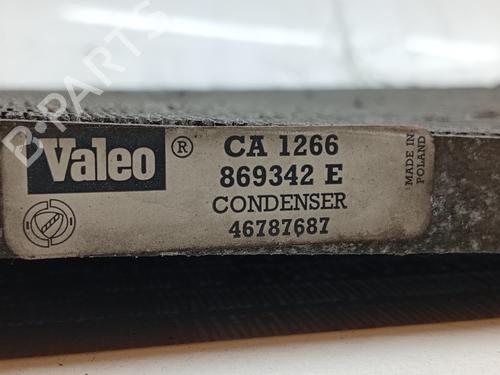 B-PARTS
Valeo ®
CA 1266
869342 E
CONDENSER
46787687
MADE IN
POLAND